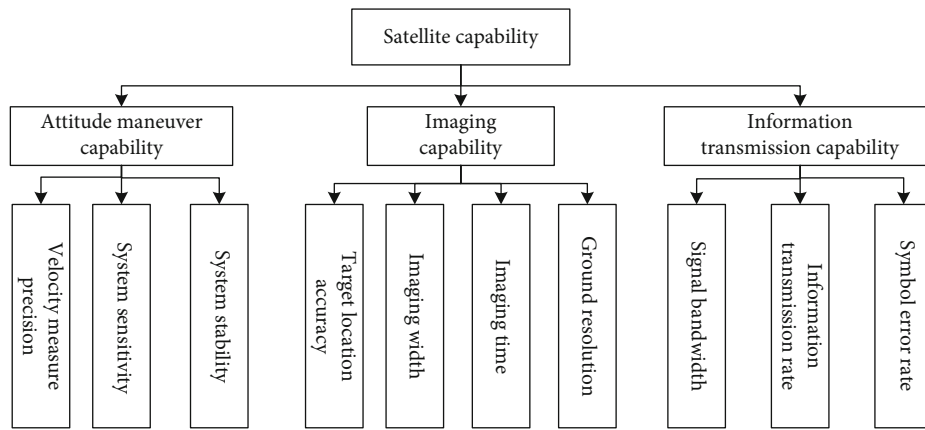 Satellite capability
Attitude maneuver
capability
Imaging
capability
Information
transmission capability
Velocity measure
precision
System sensitivity
System stability
Target location
accuracy
Imaging width
Imaging time
Ground resolution
Signal bandwidth
Information
transmission rate
Symbol error rate